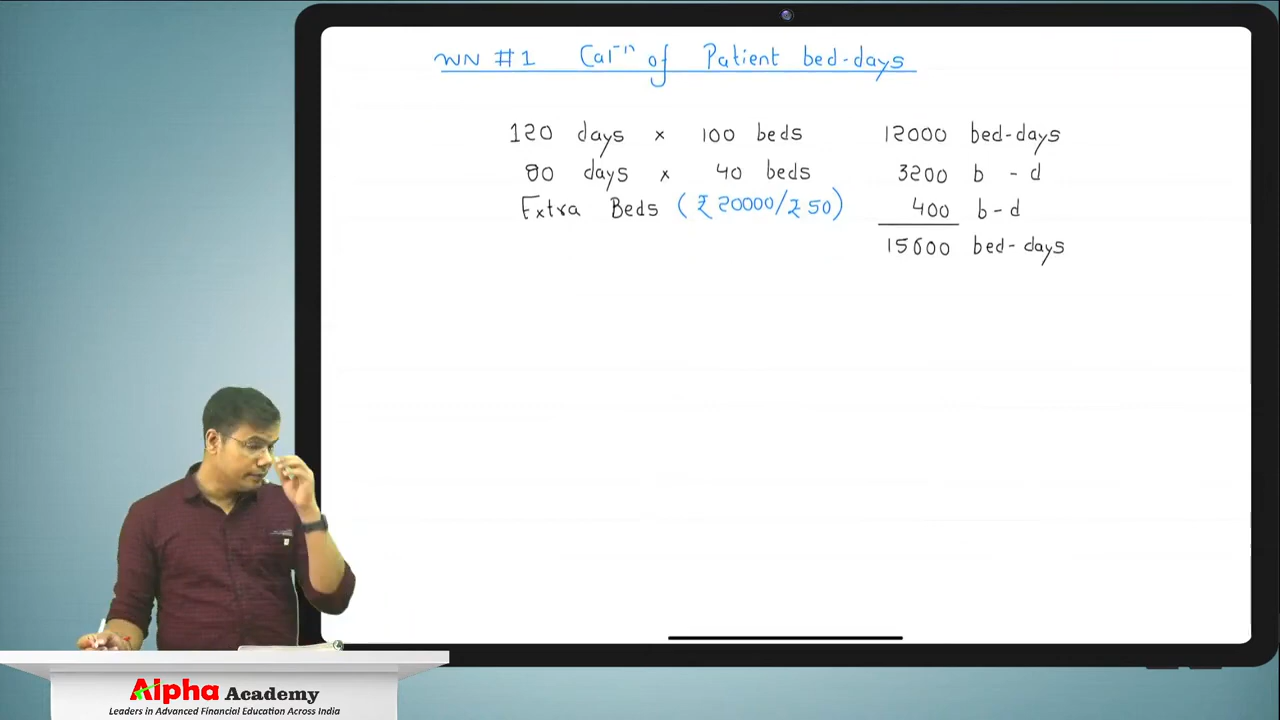 WN #1 Calⁿ of Patient bed-days
120 days × 100 beds 12000 bed-days
80 days × 40 beds 3200 b - d
Extra Beds (₹20000/₹50) 400 b-d
15600 bed-days
Alpha Academy
Leaders in Advanced Financial Education Across India